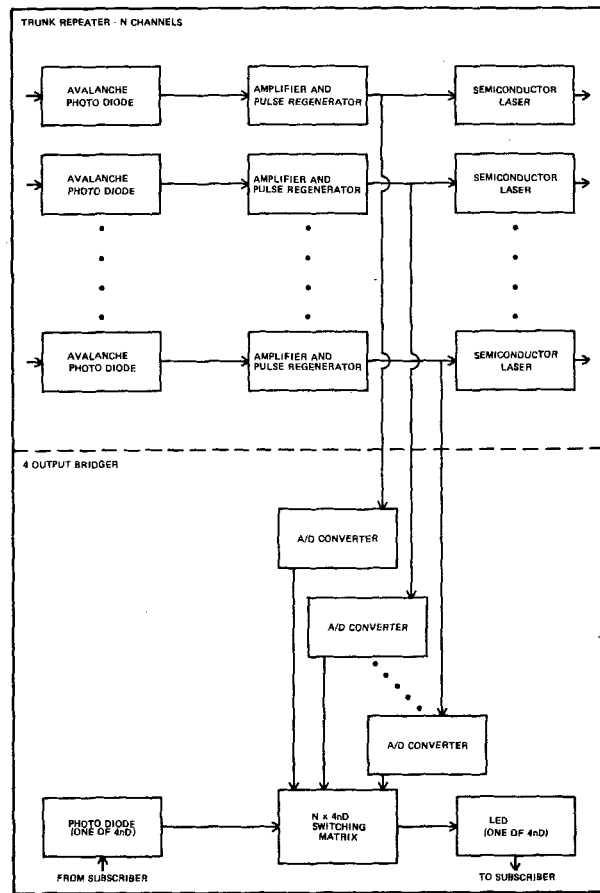 TRUNK REPEATER - N CHANNELS
AVALANCHE
PHOTO DIODE
AMPLIFIER AND
PULSE REGENERATOR
SEMICONDUCTOR
LASER
AVALANCHE
PHOTO DIODE
AMPLIFIER AND
PULSE REGENERATOR
SEMICONDUCTOR
LASER
AVALANCHE
PHOTO DIODE
AMPLIFIER AND
PULSE REGENERATOR
SEMICONDUCTOR
LASER
4 OUTPUT BRIDGER
A/D CONVERTER
A/D CONVERTER
A/D CONVERTER
PHOTO DIODE
(ONE OF 4nD)
N x 4nD
SWITCHING
MATRIX
LED
(ONE OF 4nD)
FROM SUBSCRIBER
TO SUBSCRIBER